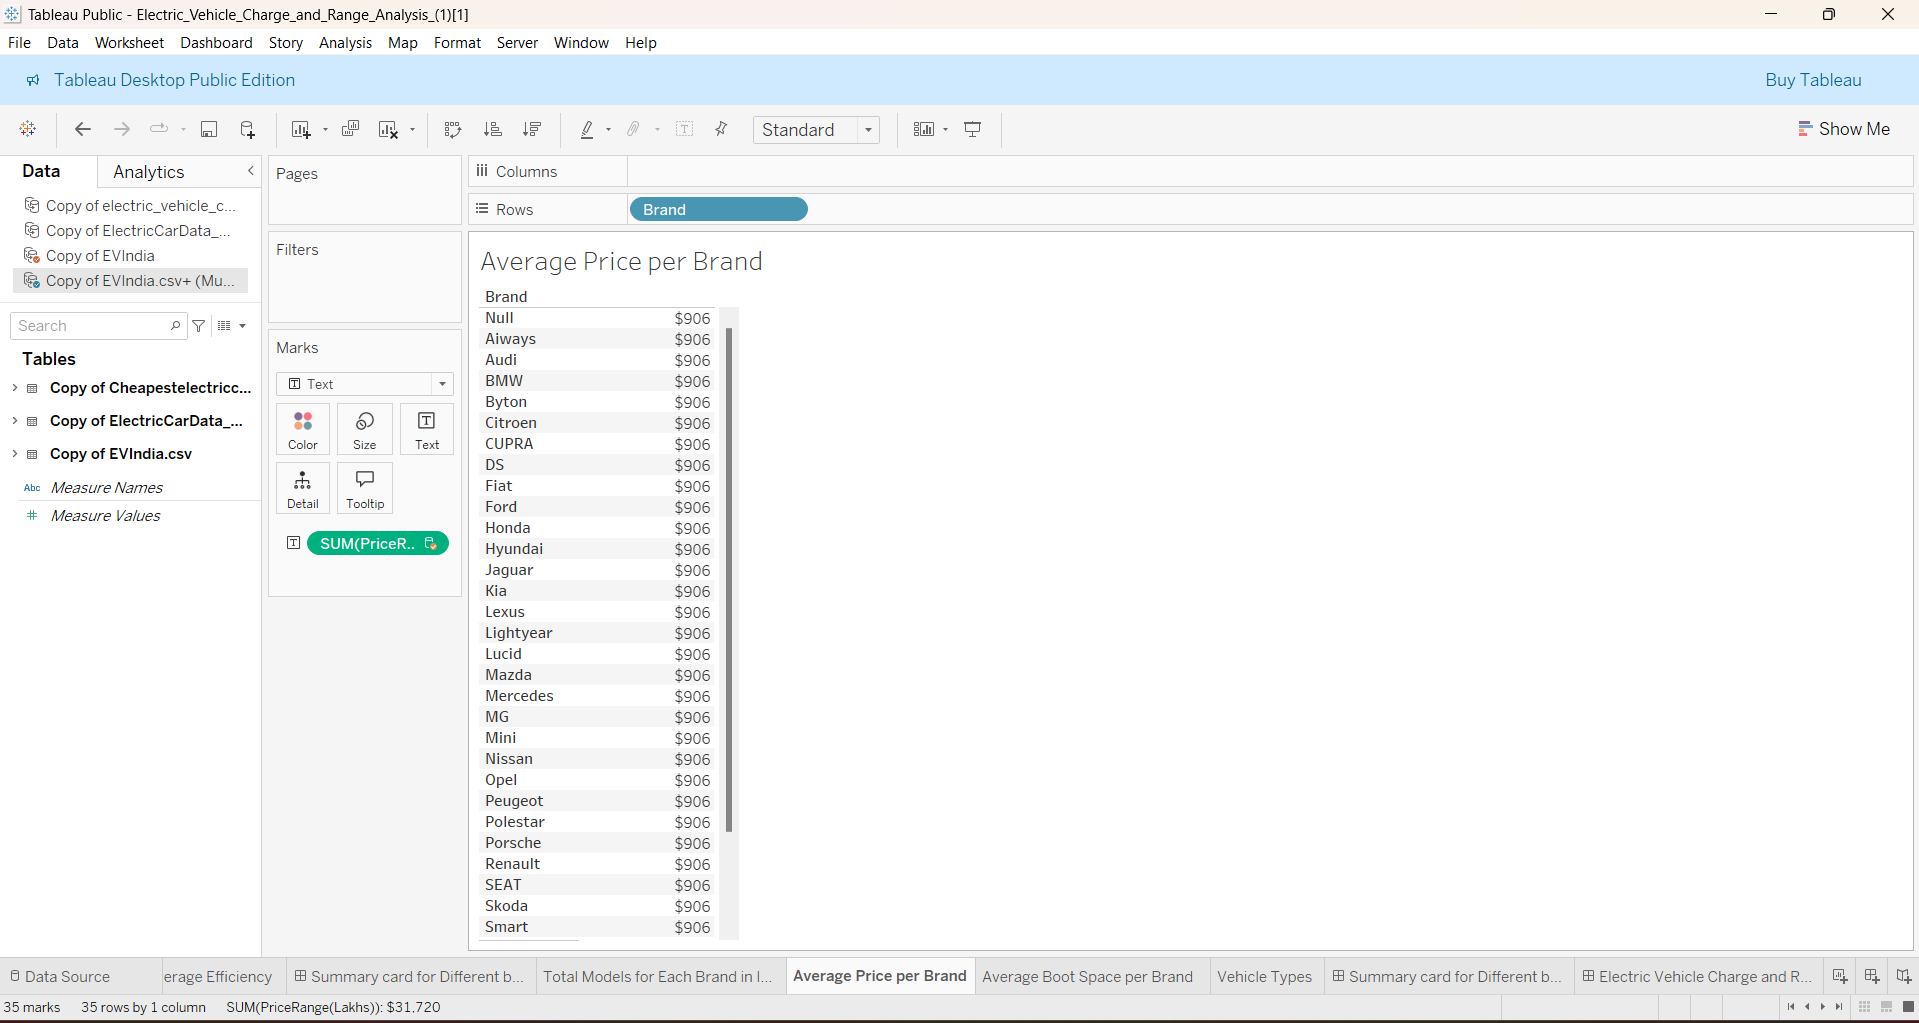 Tableau Public - Electric_Vehicle_Charge_and_Range_Analysis_(1)[1]
File Data Worksheet Dashboard Story Analysis Map Format Server Window Help
Tableau Desktop Public Edition
Buy Tableau
Standard
Show Me
Data
Analytics
Copy of electric_vehicle_c...
Copy of ElectricCarData_...
Copy of EVIndia
Copy of EVIndia.csv+ (Mu...
Search
Tables
Copy of Cheapestelectricc...
Copy of ElectricCarData_...
Copy of EVIndia.csv
Abc Measure Names
# Measure Values
Pages
Filters
Marks
T Text
Color
Size
T Text
Detail
Tooltip
T SUM(PriceR..
Columns
Rows
Brand
Average Price per Brand
Brand
Null $906
Aiways $906
Audi $906
BMW $906
Byton $906
Citroen $906
CUPRA $906
DS $906
Fiat $906
Ford $906
Honda $906
Hyundai $906
Jaguar $906
Kia $906
Lexus $906
Lightyear $906
Lucid $906
Mazda $906
Mercedes $906
MG $906
Mini $906
Nissan $906
Opel $906
Peugeot $906
Polestar $906
Porsche $906
Renault $906
SEAT $906
Skoda $906
Smart $906
Data Source
erage Efficiency
Summary card for Different b...
Total Models for Each Brand in I...
Average Price per Brand
Average Boot Space per Brand
Vehicle Types
Summary card for Different b...
Electric Vehicle Charge and R...
35 marks 35 rows by 1 column SUM(PriceRange(Lakhs)): $31,720